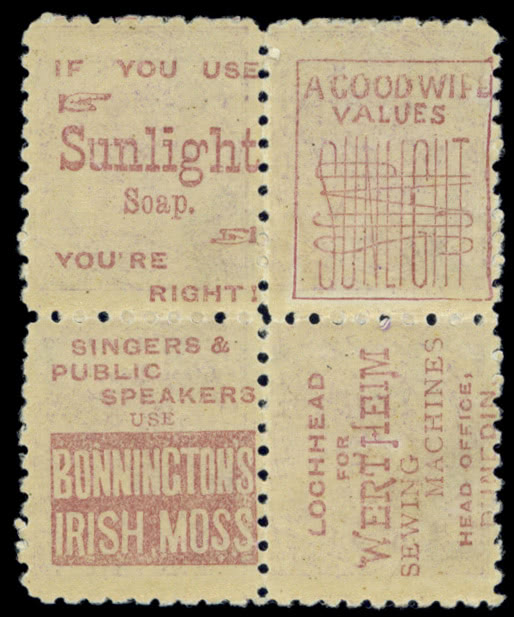 IF YOU USE
Sunlight
Soap.
YOU'RE
RIGHT!
A GOOD WIFE
VALUES
SUNLIGHT
SINGERS &
PUBLIC
SPEAKERS
USE
BONNINGTON'S
IRISH MOSS
LOCHHEAD
FOR
WERTHEIM
SEWING
MACHINES
HEAD OFFICE,
DUNEDIN